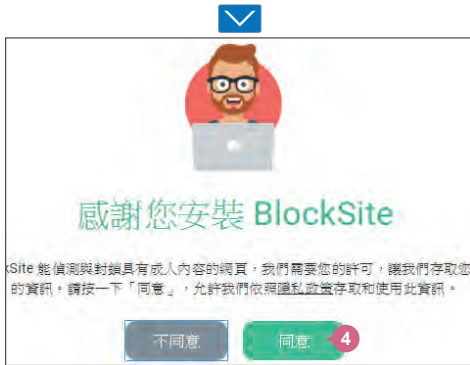 感謝您安裝 BlockSite
kSite 能偵測與封鎖具有成人內容的網頁,我們需要您的許可,讓我們存取您
的資訊。請按一下「同意」,允許我們依照隱私政策存取和使用此資訊。
不同意 同意 4